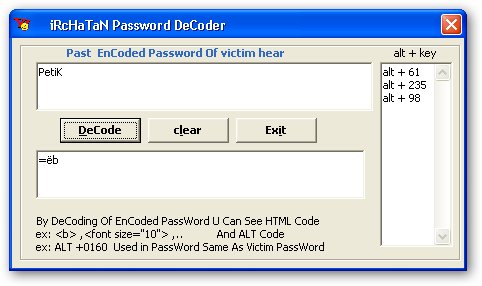 iRcHaTaN Password DeCoder
Past EnCoded Password Of victim hear
alt + key
PetiK
alt + 61
alt + 235
alt + 98
DeCode
clear
Exit
=ëb
By DeCoding Of EnCoded PassWord U Can See HTML Code
ex: <b> ,<font size="10"> ,.. And ALT Code
ex: ALT +0160 Used in PassWord Same As Victim PassWord